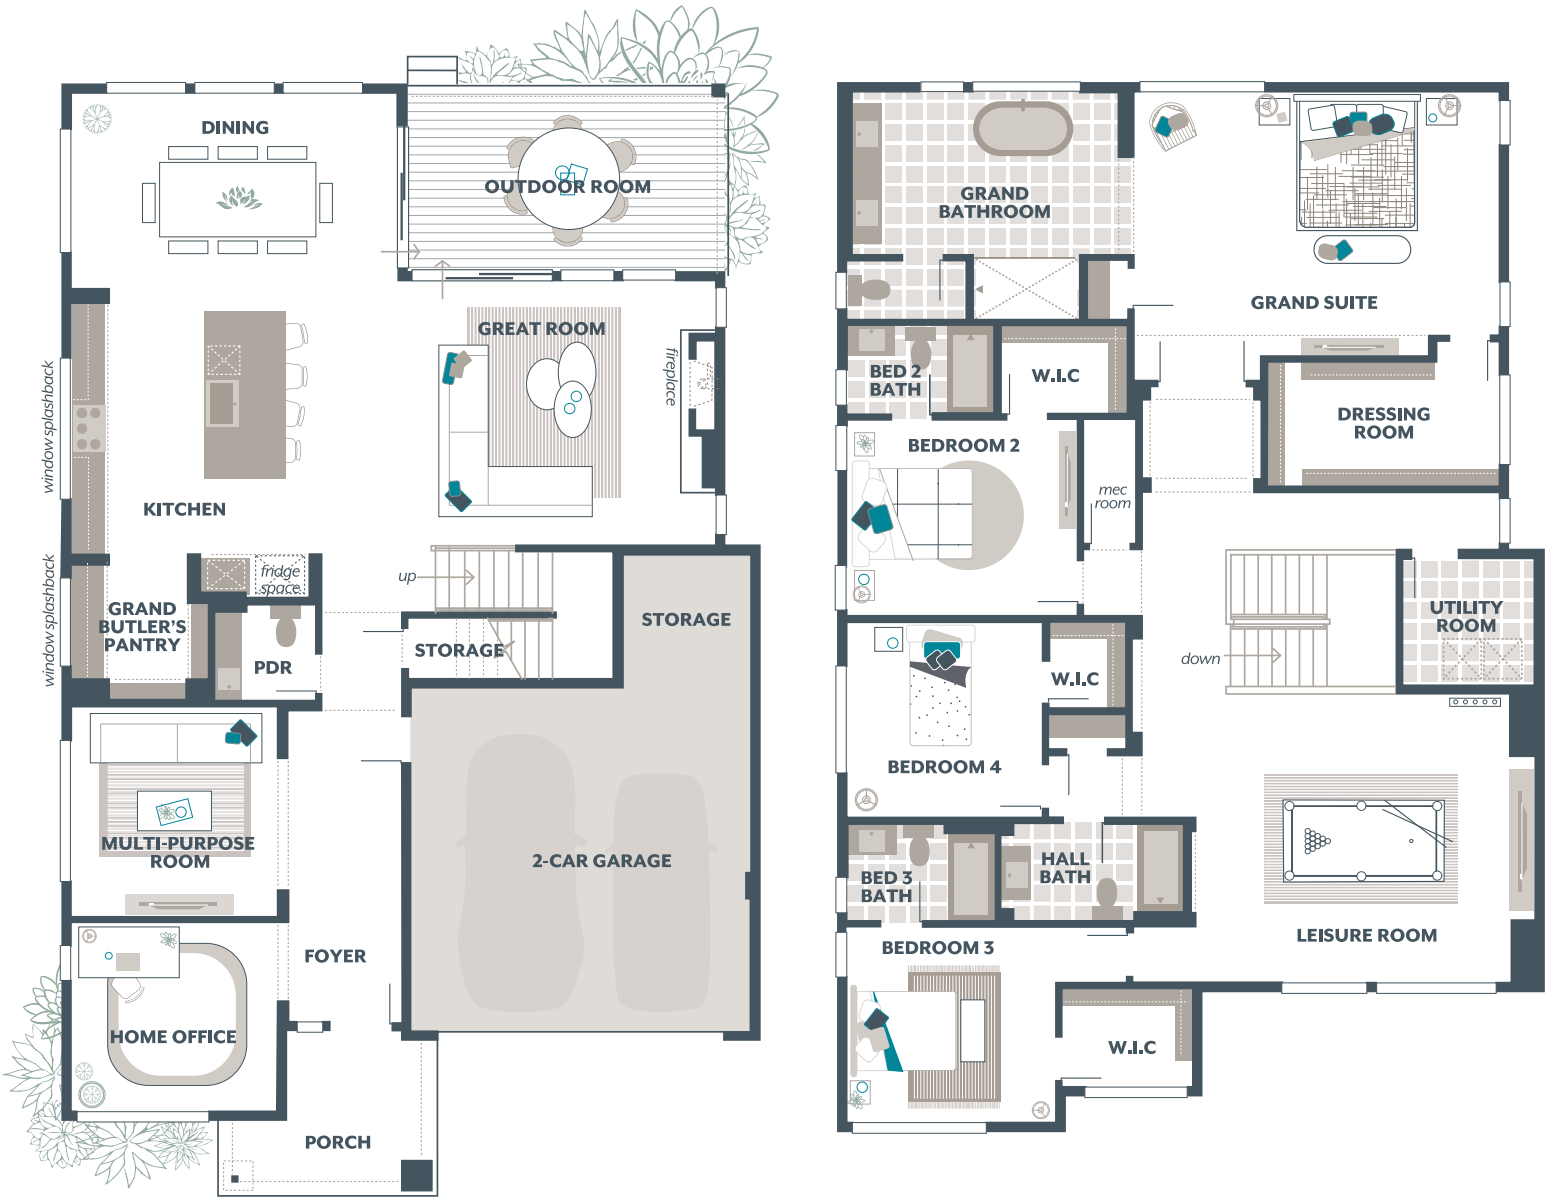 DINING
OUTDOOR ROOM
GREAT ROOM
fireplace
window splashback
KITCHEN
window splashback
fridge
space
up
GRAND
BUTLER'S
PANTRY
PDR
STORAGE
STORAGE
MULTI-PURPOSE
ROOM
2-CAR GARAGE
FOYER
HOME OFFICE
PORCH
GRAND
BATHROOM
GRAND SUITE
BED 2
BATH
W.I.C
DRESSING
ROOM
BEDROOM 2
mec
room
UTILITY
ROOM
down
W.I.C
BEDROOM 4
HALL
BATH
BED 3
BATH
LEISURE ROOM
BEDROOM 3
W.I.C